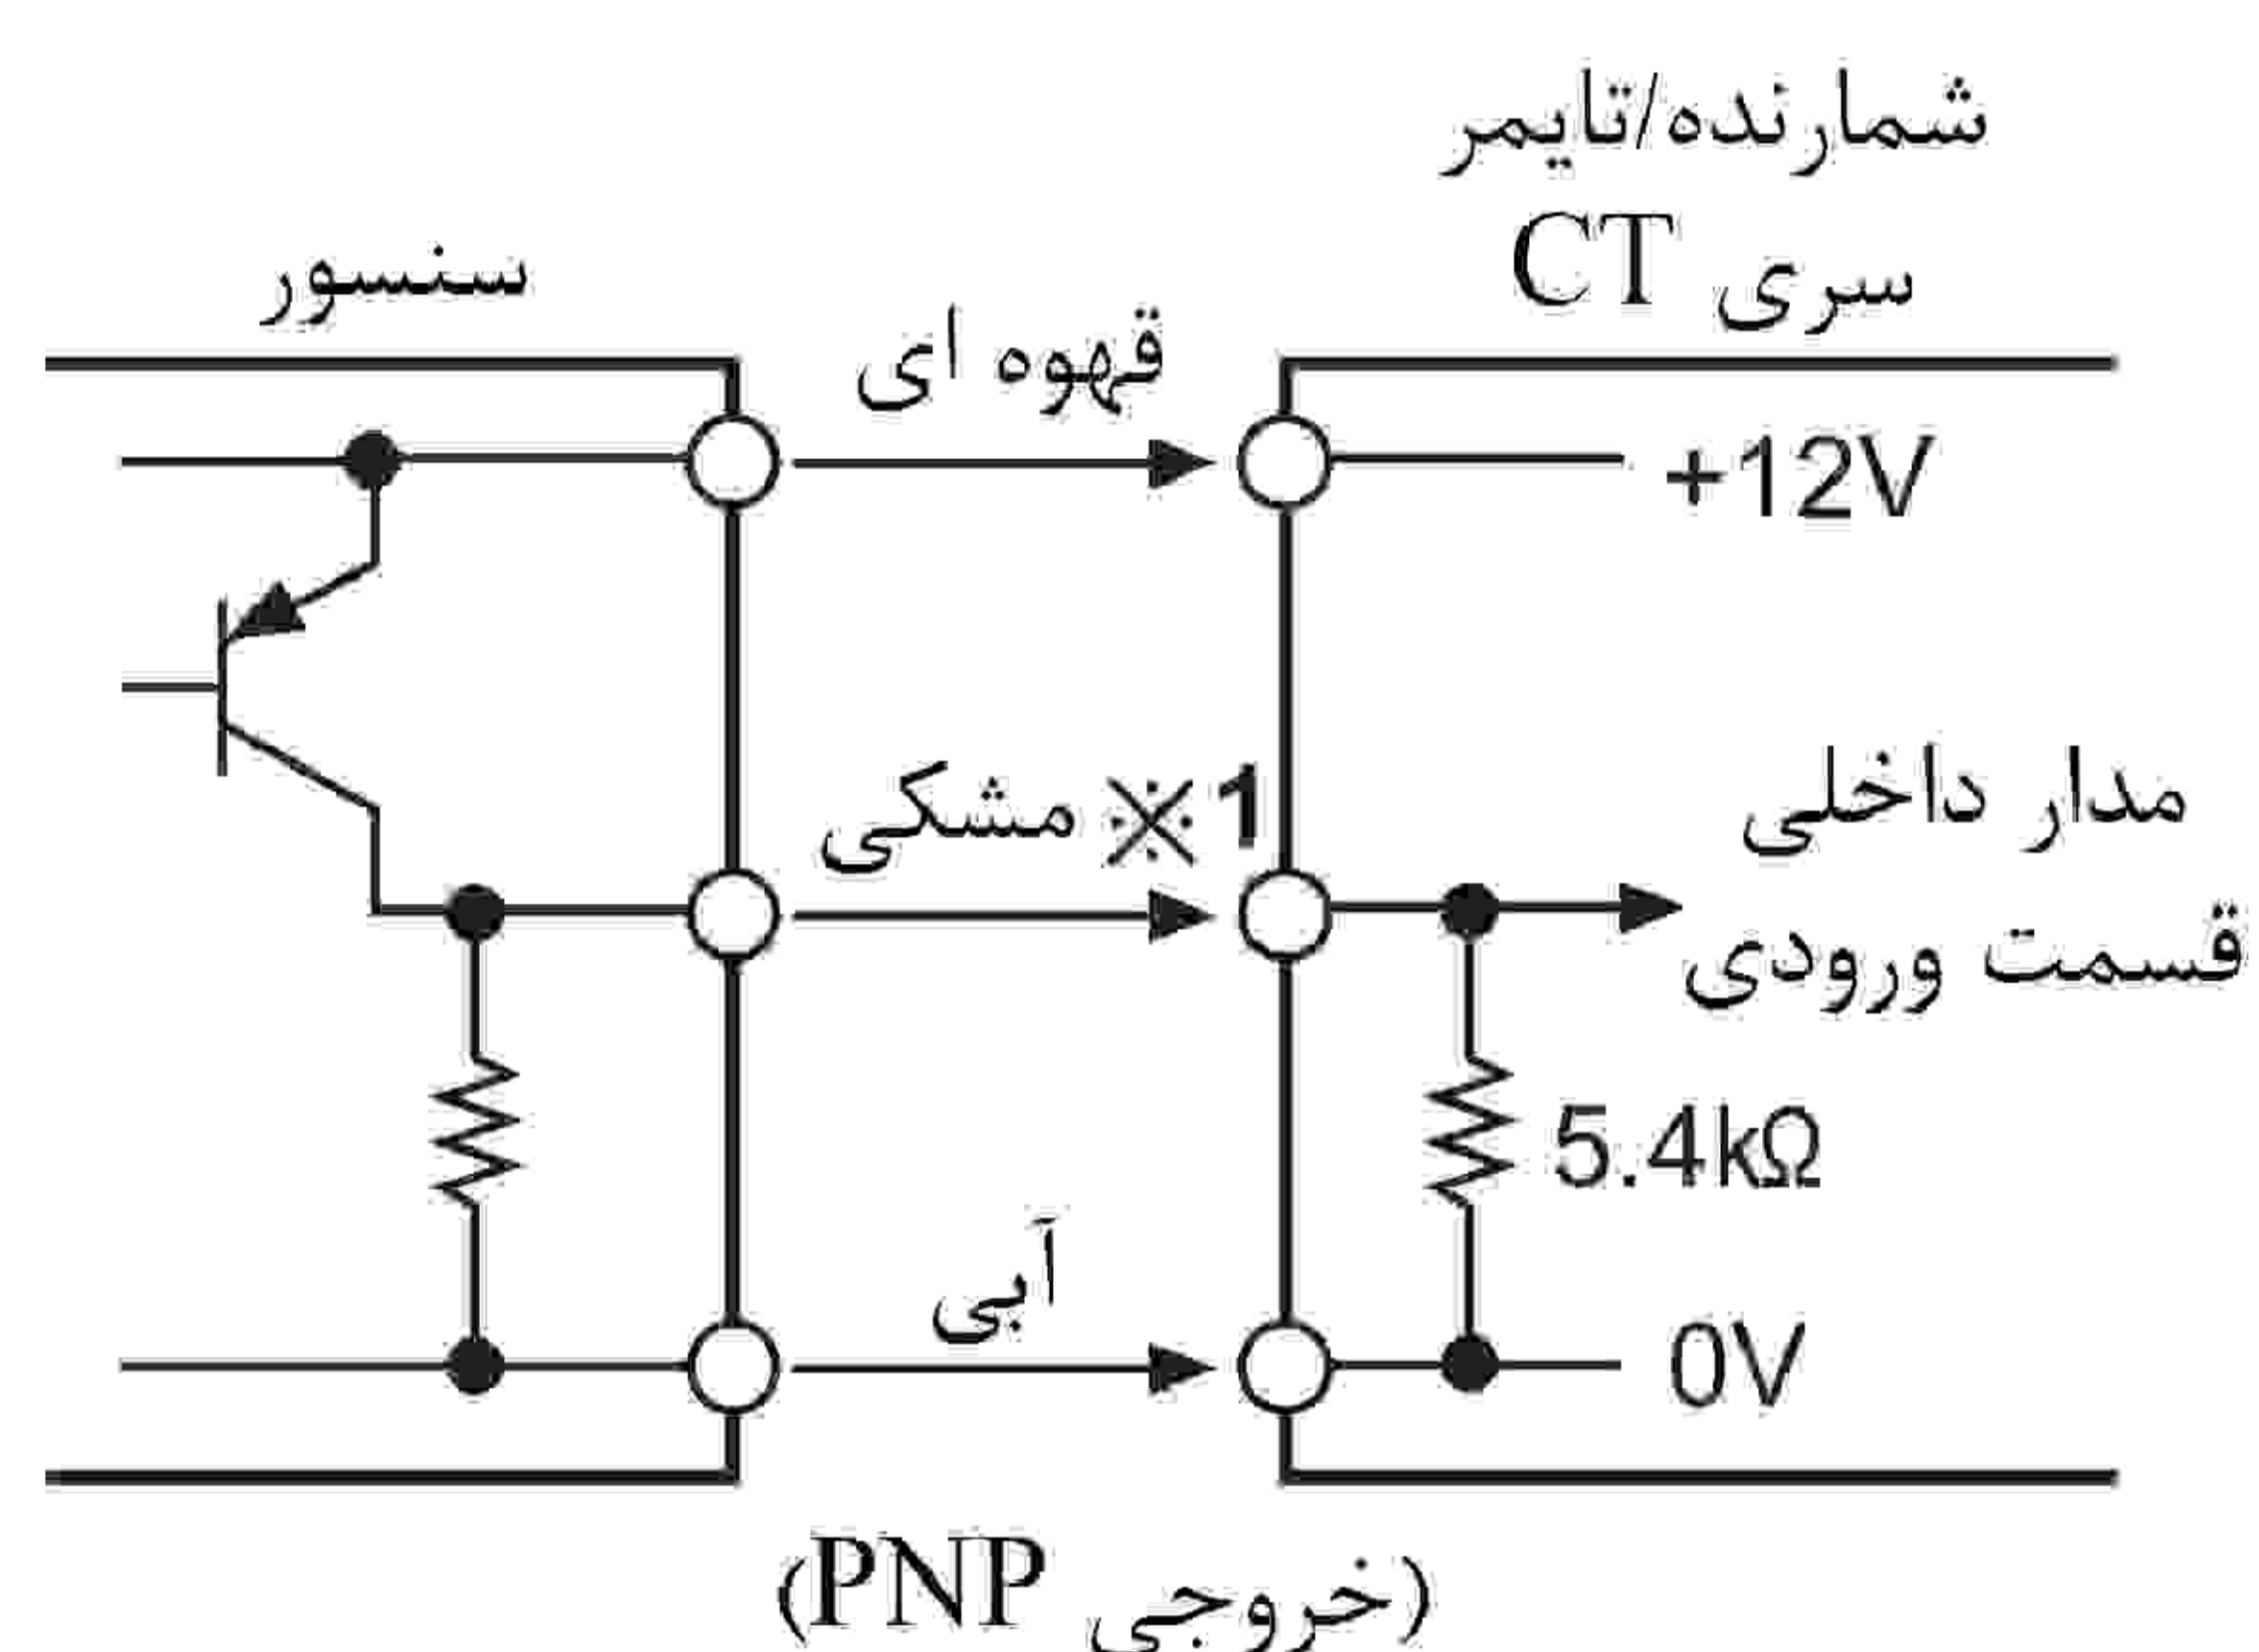 شمارنده/تایمر
سری CT
سنسور
قهوه ای
+12V
مشکی ※1
مدار داخلی
قسمت ورودی
5.4kΩ
آبی
0V
(خروجی PNP)